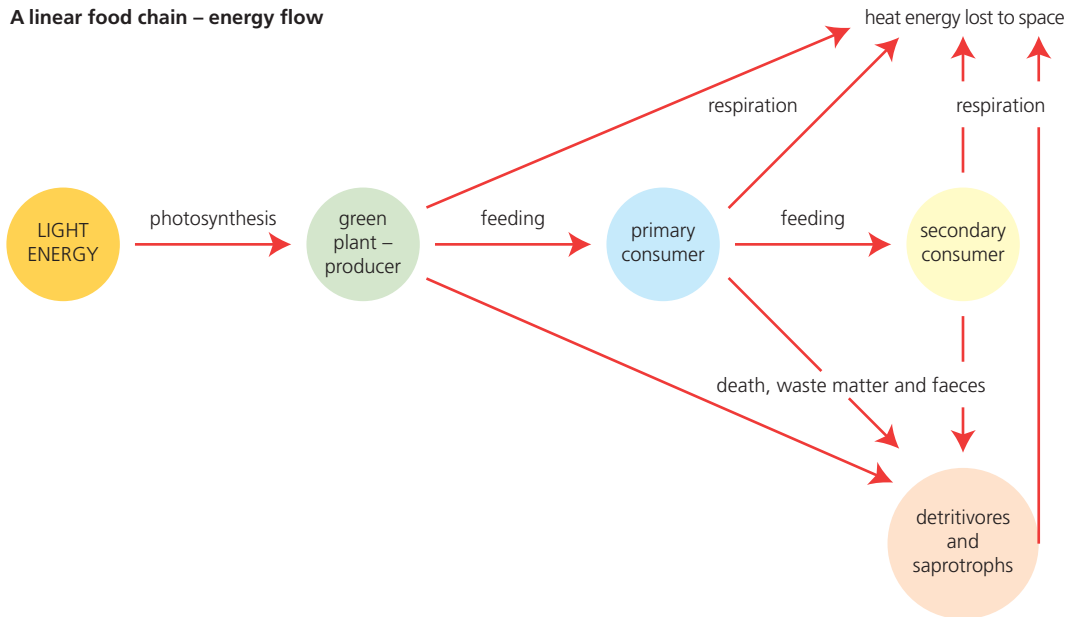 A linear food chain – energy flow
heat energy lost to space
respiration
respiration
photosynthesis
feeding
feeding
LIGHT
ENERGY
green
plant –
producer
primary
consumer
secondary
consumer
death, waste matter and faeces
detritivores
and
saprotrophs